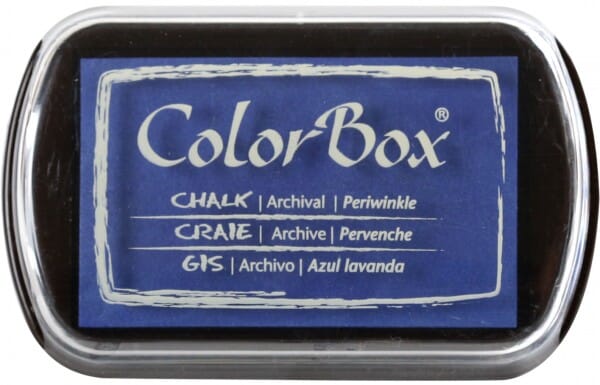 ColorBox®
CHALK | Archival | Periwinkle
CRAIE | Archive | Pervenche
GIS | Archivo | Azul lavanda